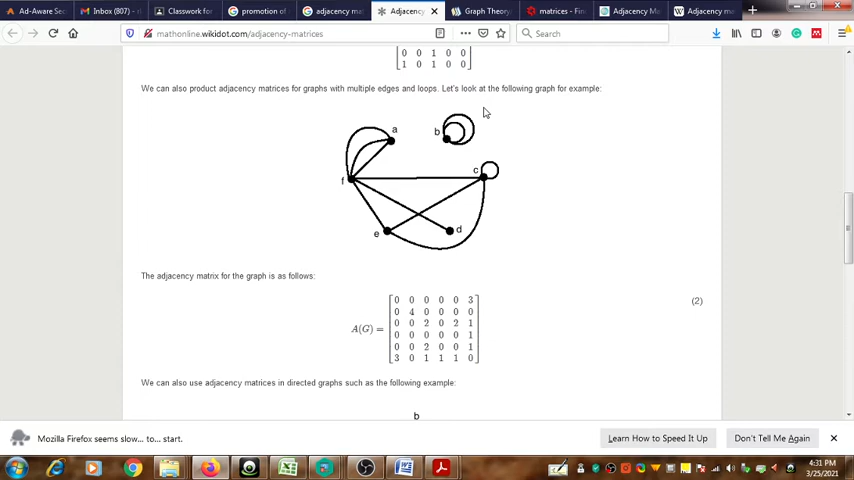 Ad-Aware Sec
Inbox (807) - r
Classwork for
promotion of
adjacency ma
Adjacency
Graph Theory
matrices - Fin
Adjacency Ma
Adjacency ma
mathonline.wikidot.com/adjacency-matrices
Search
0 0 1 0 0
1 0 1 0 0
We can also product adjacency matrices for graphs with multiple edges and loops. Let's look at the following graph for example:
a
b
c
f
e
d
The adjacency matrix for the graph is as follows:
0 0 0 0 0 3
0 4 0 0 0 0
0 0 2 0 2 1
A(G) =
0 0 0 0 0 1
0 0 2 0 0 1
3 0 1 1 1 0
(2)
We can also use adjacency matrices in directed graphs such as the following example:
b
Mozilla Firefox seems slow... to... start.
Learn How to Speed It Up
Don't Tell Me Again
4:31 PM
3/25/2021